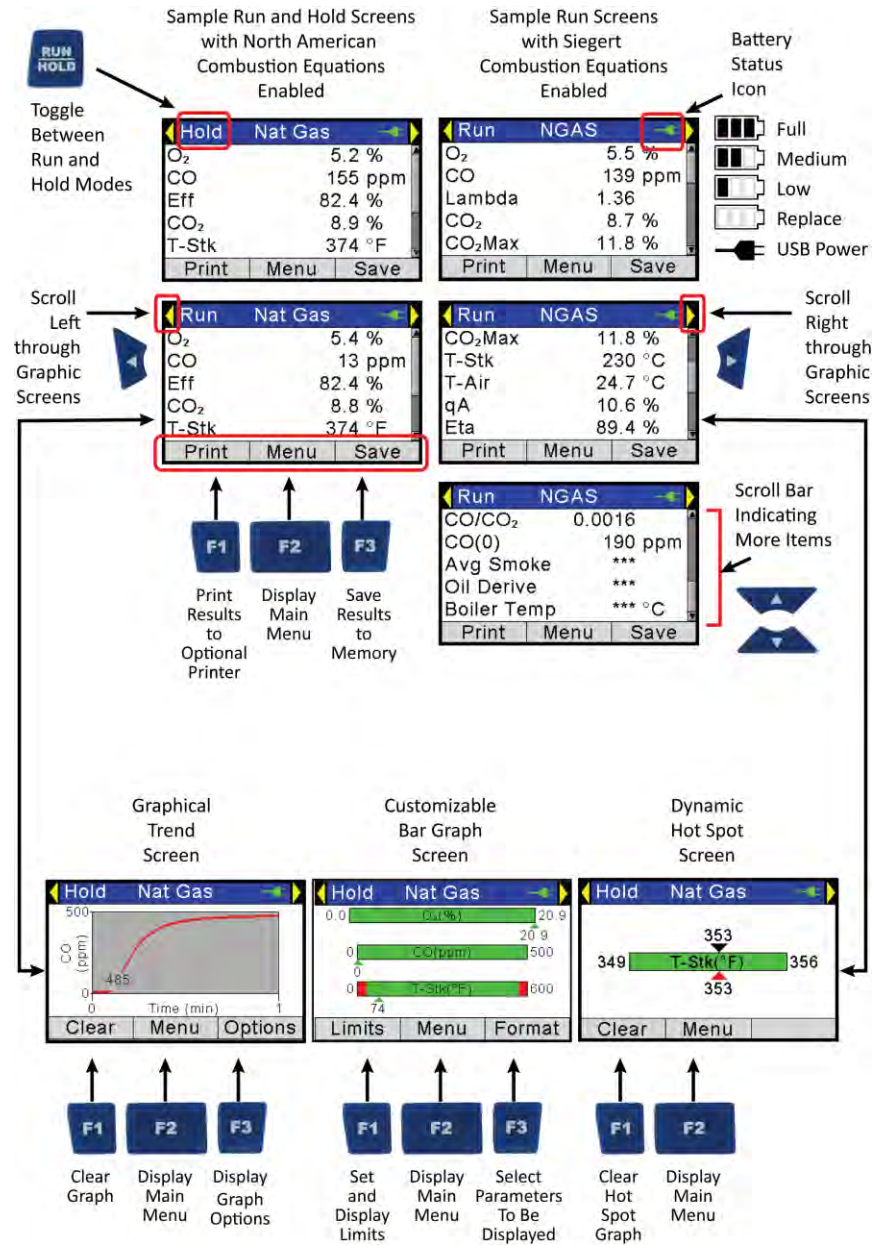 Sample Run and Hold Screens
with North American
Combustion Equations
Enabled
Sample Run Screens
with Siegert
Combustion Equations
Enabled
Battery
Status
Icon
RUN
HOLD
Toggle
Between
Run and
Hold Modes
Hold Nat Gas
O₂ 5.2 %
CO 155 ppm
Eff 82.4 %
CO₂ 8.9 %
T-Stk 374 °F
Print Menu Save
Run NGAS
O₂ 5.5 %
CO 139 ppm
Lambda 1.36
CO₂ 8.7 %
CO₂Max 11.8 %
Print Menu Save
Full
Medium
Low
Replace
USB Power
Scroll
Left
through
Graphic
Screens
Run Nat Gas
O₂ 5.4 %
CO 13 ppm
Eff 82.4 %
CO₂ 8.8 %
T-Stk 374 °F
Print Menu Save
Run NGAS
CO₂Max 11.8 %
T-Stk 230 °C
T-Air 24.7 °C
qA 10.6 %
Eta 89.4 %
Print Menu Save
Scroll
Right
through
Graphic
Screens
F1
F2
F3
Print
Results
to
Optional
Printer
Display
Main
Menu
Save
Results
to
Memory
Run NGAS
CO/CO₂ 0.0016
CO(0) 190 ppm
Avg Smoke ***
Oil Derive ***
Boiler Temp *** °C
Print Menu Save
Scroll Bar
Indicating
More Items
Graphical
Trend
Screen
Customizable
Bar Graph
Screen
Dynamic
Hot Spot
Screen
Hold Nat Gas
500
CO
(ppm)
485
0
0 Time (min) 1
Clear Menu Options
Hold Nat Gas
0.0 O₂(%) 20.9
20.9
0 CO(ppm) 500
0
0 T-Stk(°F) 600
74
Limits Menu Format
Hold Nat Gas
353
349 T-Stk(°F) 356
353
Clear Menu
F1
F2
F3
F1
F2
F3
F1
F2
Clear
Graph
Display
Main
Menu
Display
Graph
Options
Set
and
Display
Limits
Display
Main
Menu
Select
Parameters
To Be
Displayed
Clear
Hot
Spot
Graph
Display
Main
Menu